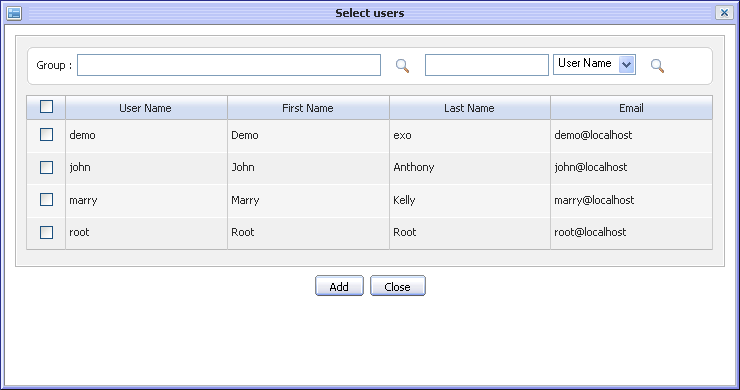 Select users
Group : User Name
User Name First Name Last Name Email
demo Demo exo demo@localhost
john John Anthony john@localhost
marry Marry Kelly marry@localhost
root Root Root root@localhost
Add Close